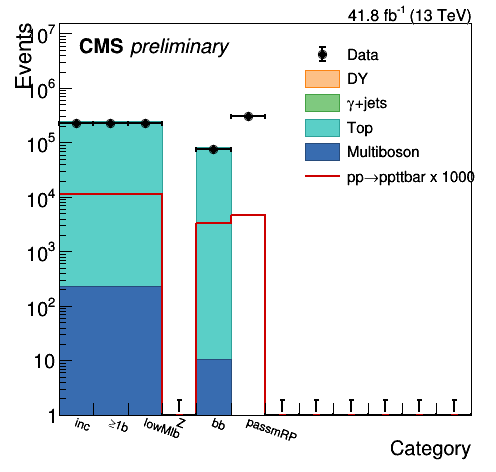 41.8 fb⁻¹ (13 TeV)
Events
CMS preliminary
Data
DY
γ+jets
Top
Multiboson
pp→ppttbar x 1000
10⁷
10⁶
10⁵
10⁴
10³
10²
10
1
inc
≥1b
lowMlb
Z
bb
passmRP
Category